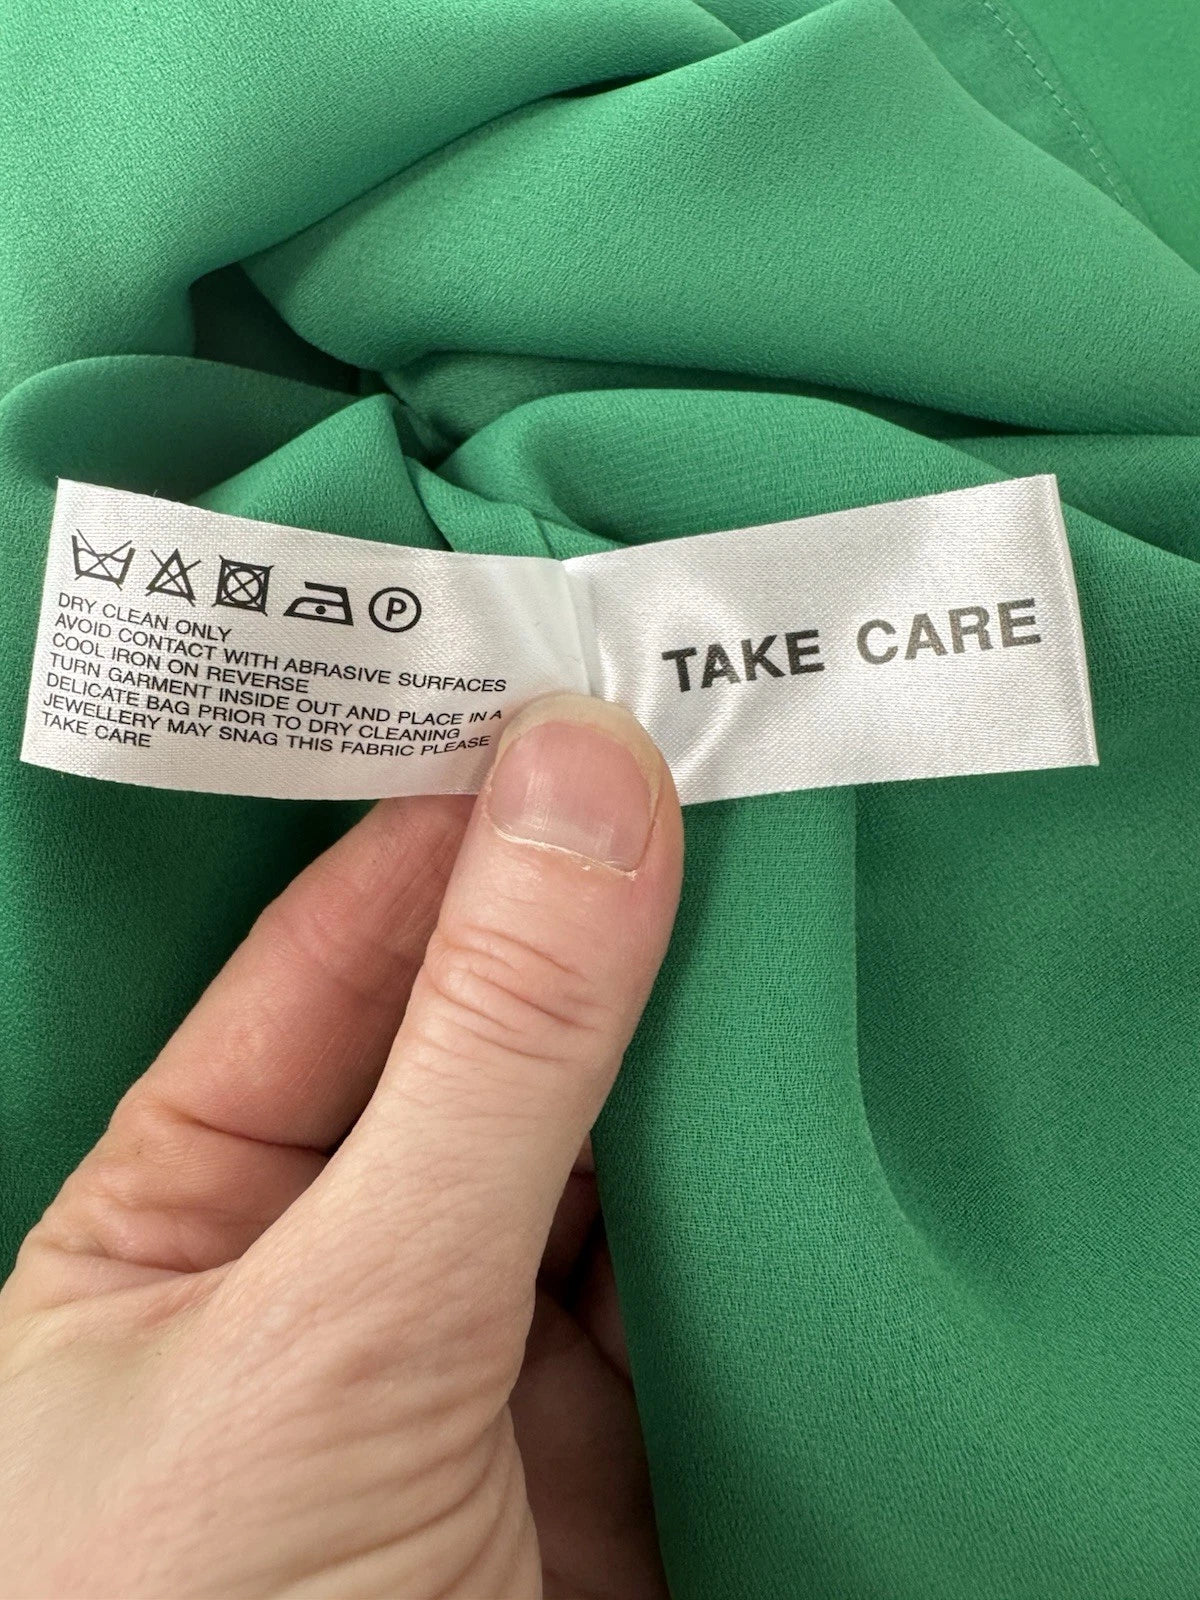 P
DRY CLEAN ONLY
AVOID CONTACT WITH ABRASIVE SURFACES
COOL IRON ON REVERSE
TURN GARMENT INSIDE OUT AND PLACE IN A
DELICATE BAG PRIOR TO DRY CLEANING
JEWELLERY MAY SNAG THIS FABRIC PLEASE
TAKE CARE
TAKE CARE